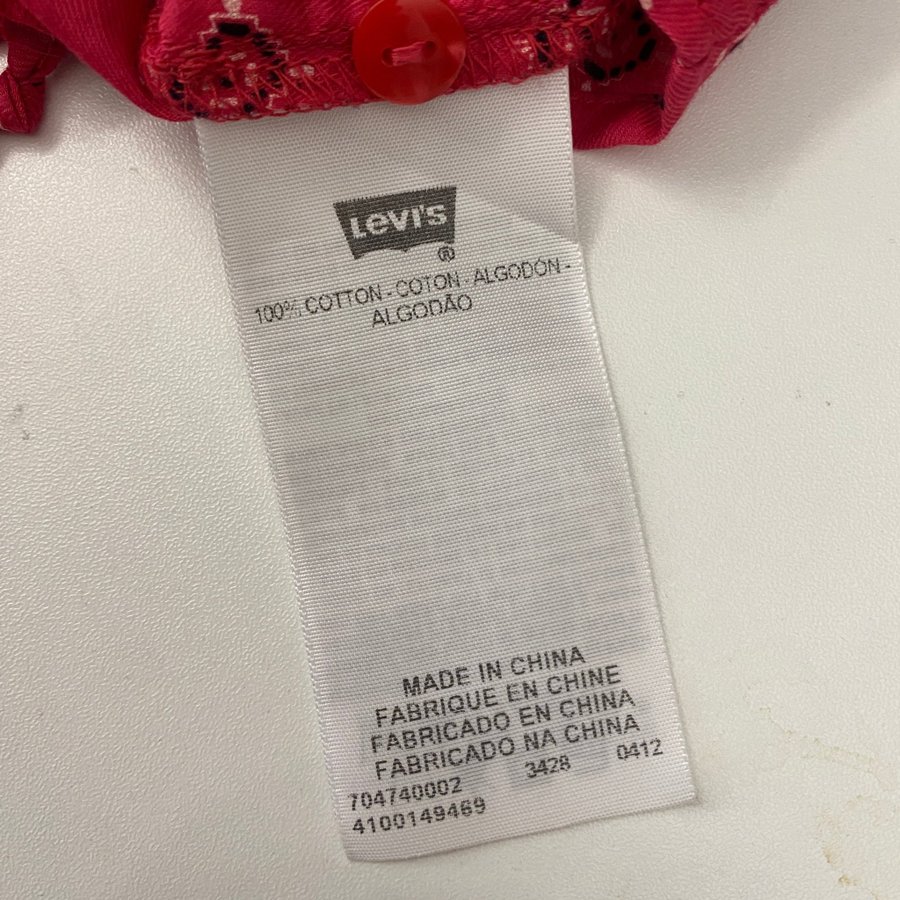 Levi's
®
100% COTTON - COTON - ALGODÓN -
ALGODÃO
MADE IN CHINA
FABRIQUE EN CHINE
FABRICADO EN CHINA
FABRICADO NA CHINA
704740002 3428 0412
4100149469